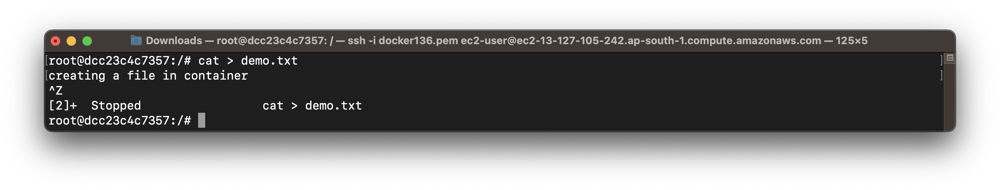 Downloads — root@dcc23c4c7357: / — ssh -i docker136.pem ec2-user@ec2-13-127-105-242.ap-south-1.compute.amazonaws.com — 125×5
[root@dcc23c4c7357:/# cat > demo.txt ]
[creating a file in container ]
^Z
[2]+  Stopped                 cat > demo.txt
root@dcc23c4c7357:/#